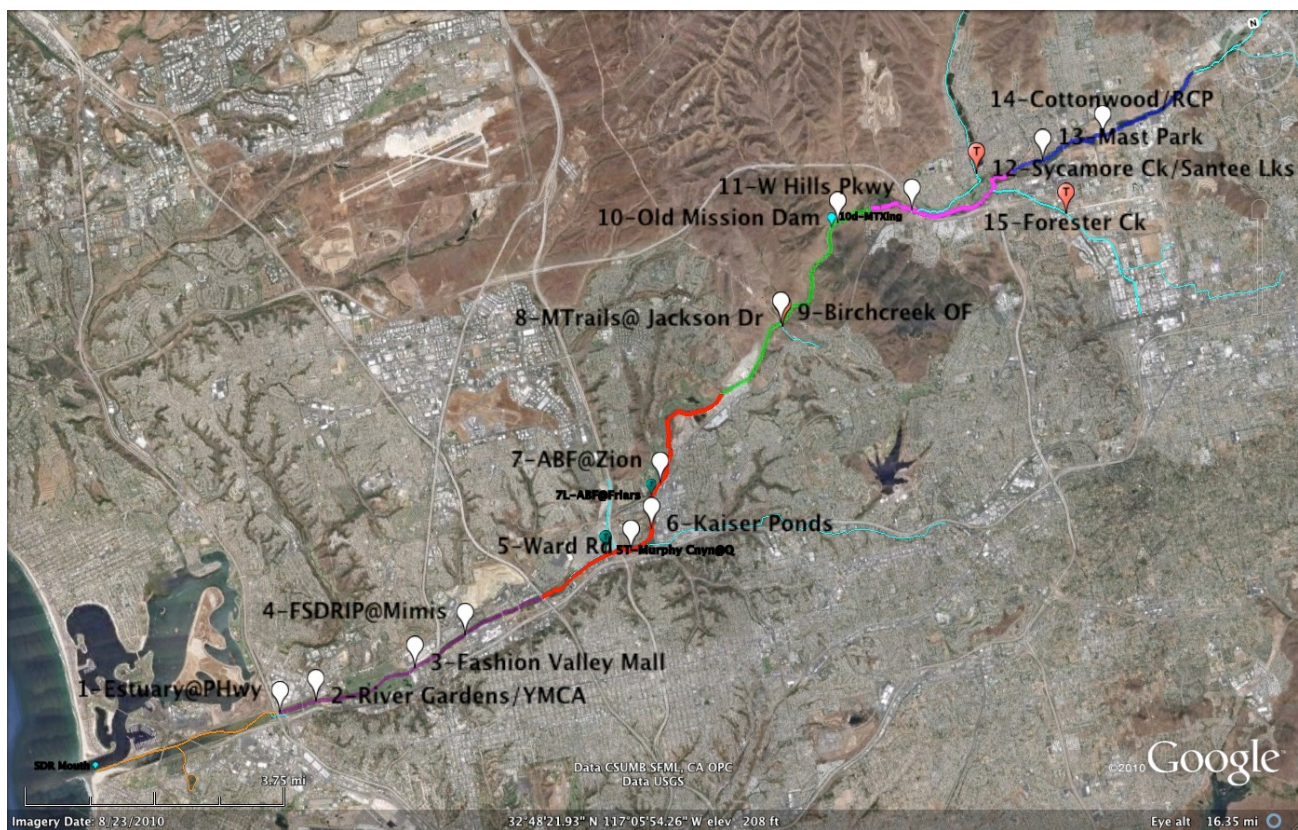 N
14-Cottonwood/RCP
13-Mast Park
T
12-Sycamore Ck/Santee Lks
11-W Hills Pkwy
T
10-Old Mission Dam
10d-MTXing
15-Forester Ck
8-MTrails@ Jackson Dr
9-Birchcreek OF
7-ABF@Zion
7L-ABF@Friars
6-Kaiser Ponds
5-Ward Rd
5T-Murphy Cnyn@Q
4-FSDRIP@Mimis
3-Fashion Valley Mall
1-Estuary@PHwy
2-River Gardens/YMCA
SDR Mouth
3.75 mi
Data CSUMB SFML, CA OPC
Data USGS
©2010 Google
Imagery Date: 8/23/2010
32°48'21.93" N 117°05'54.26" W elev 208 ft
Eye alt 16.35 mi